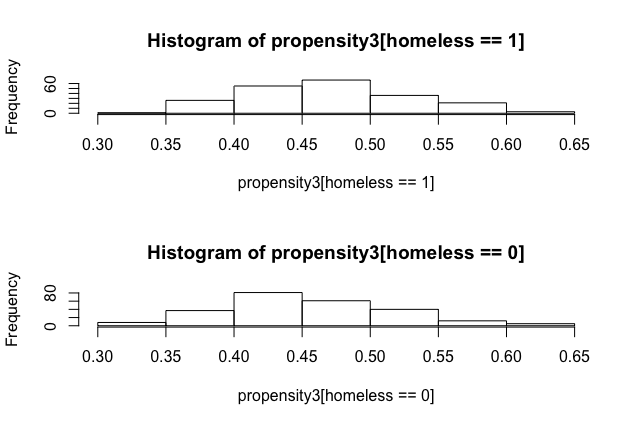 Histogram of propensity3[homeless == 1]
Frequency
60
0
0.30 0.35 0.40 0.45 0.50 0.55 0.60 0.65
propensity3[homeless == 1]
Histogram of propensity3[homeless == 0]
Frequency
80
0
0.30 0.35 0.40 0.45 0.50 0.55 0.60 0.65
propensity3[homeless == 0]